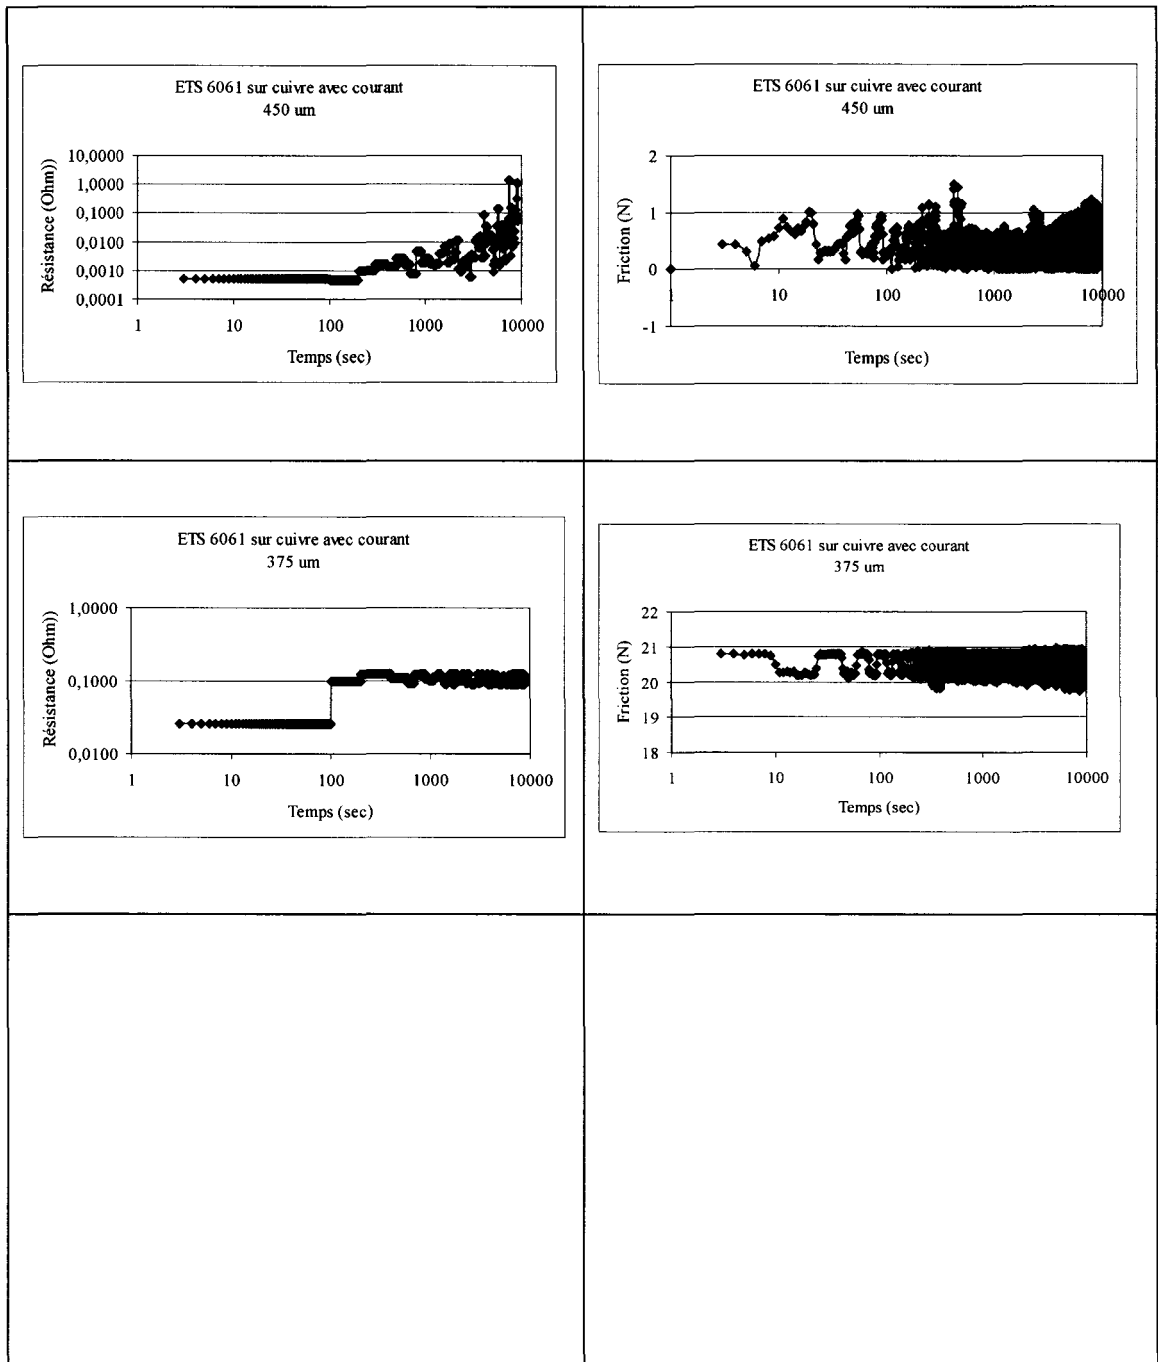 ETS 6061 sur cuivre avec courant
450 um
Résistance (Ohm))
10,0000
1,0000
0,1000
0,0100
0,0010
0,0001
1 10 100 1000 10000
Temps (sec)
ETS 6061 sur cuivre avec courant
450 um
Friction (N)
2
1
0
-1
1 10 100 1000 10000
Temps (sec)
ETS 6061 sur cuivre avec courant
375 um
Résistance (Ohm))
1,0000
0,1000
0,0100
1 10 100 1000 10000
Temps (sec)
ETS 6061 sur cuivre avec courant
375 um
Friction (N)
22
21
20
19
18
1 10 100 1000 10000
Temps (sec)